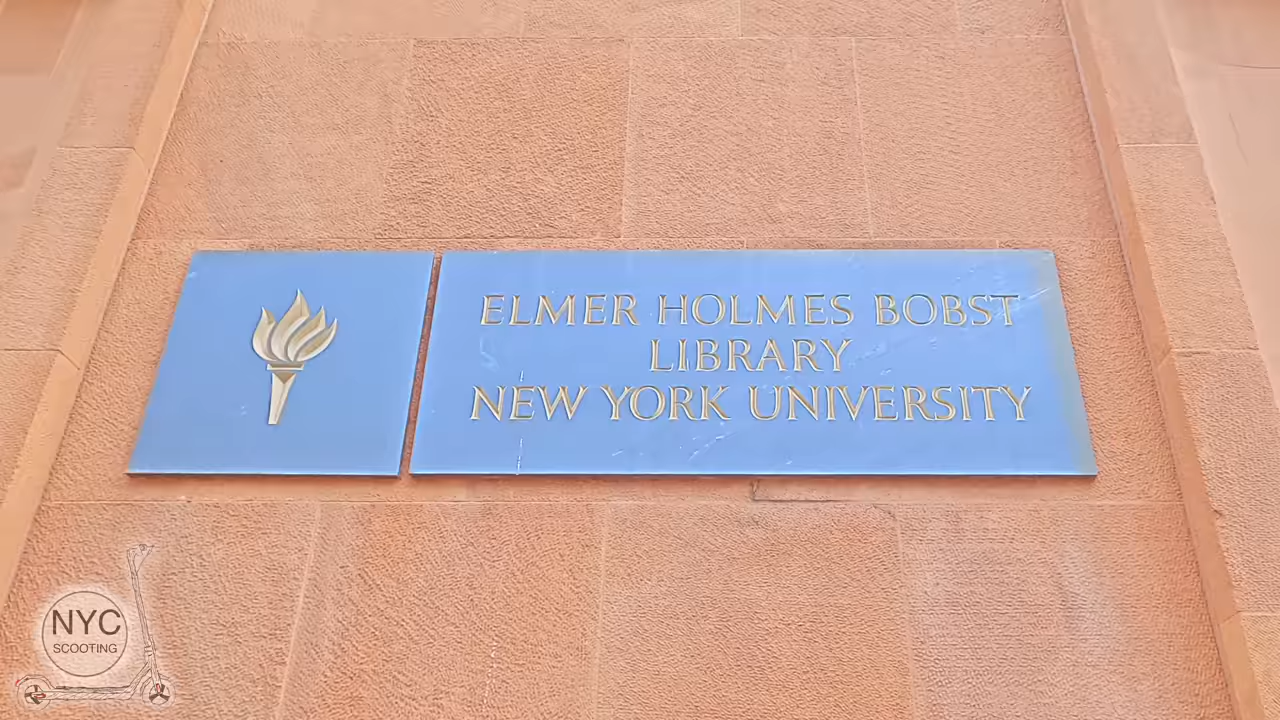 ELMER HOLMES BOBST
LIBRARY
NEW YORK UNIVERSITY
NYC
SCOOTING